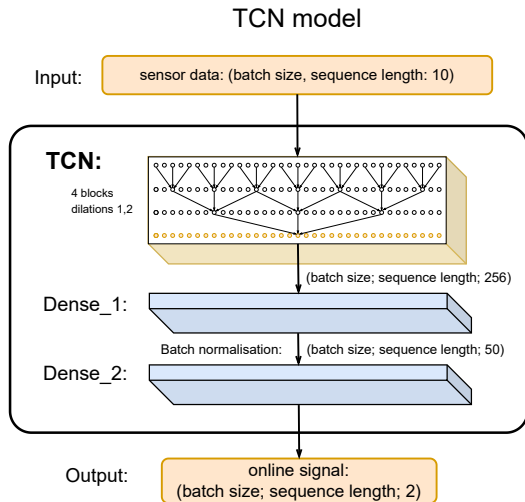 TCN model
Input:
sensor data: (batch size, sequence length: 10)
TCN:
4 blocks
dilations 1,2
(batch size; sequence length; 256)
Dense_1:
Batch normalisation:
(batch size; sequence length; 50)
Dense_2:
Output:
online signal:
(batch size; sequence length; 2)